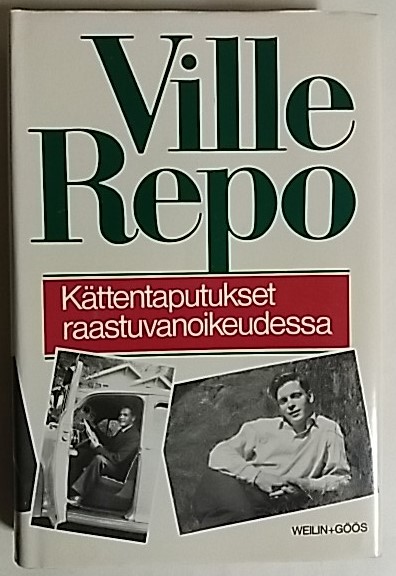 Ville
Repo
Kättentaputukset
raastuvanoikeudessa
WEILIN+GÖÖS